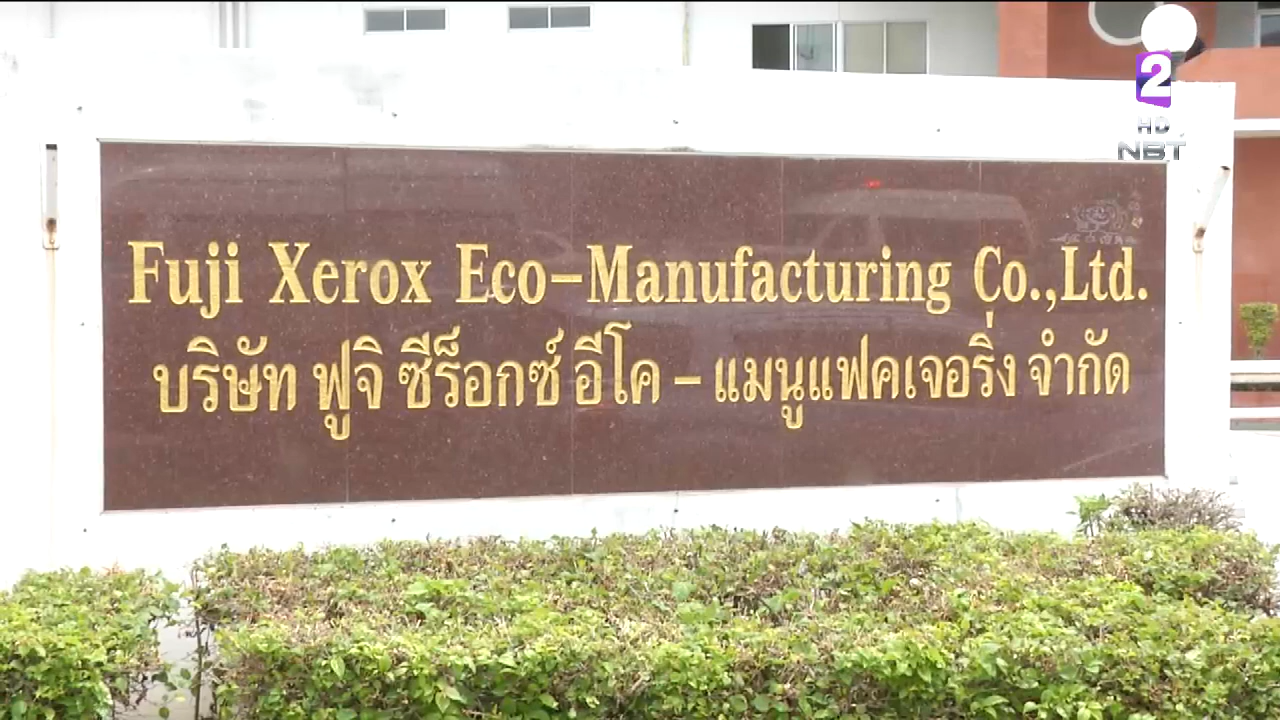 2
HD
NBT
Fuji Xerox Eco-Manufacturing Co.,Ltd.
บริษัท ฟูจิ ซีร็อกซ์ อีโค - แมนูแฟคเจอริ่ง จำกัด